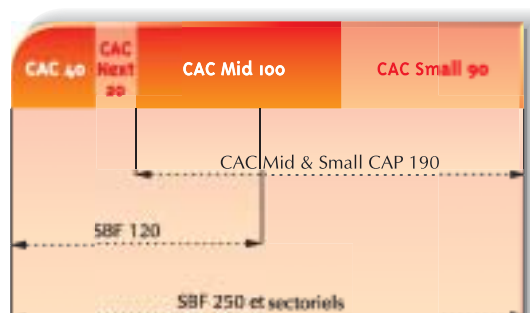 CAC 40
CAC
Next
20
CAC Mid 100
CAC Small 90
CAC Mid & Small CAP 190
SBF 120
SBF 250 et sectoriels